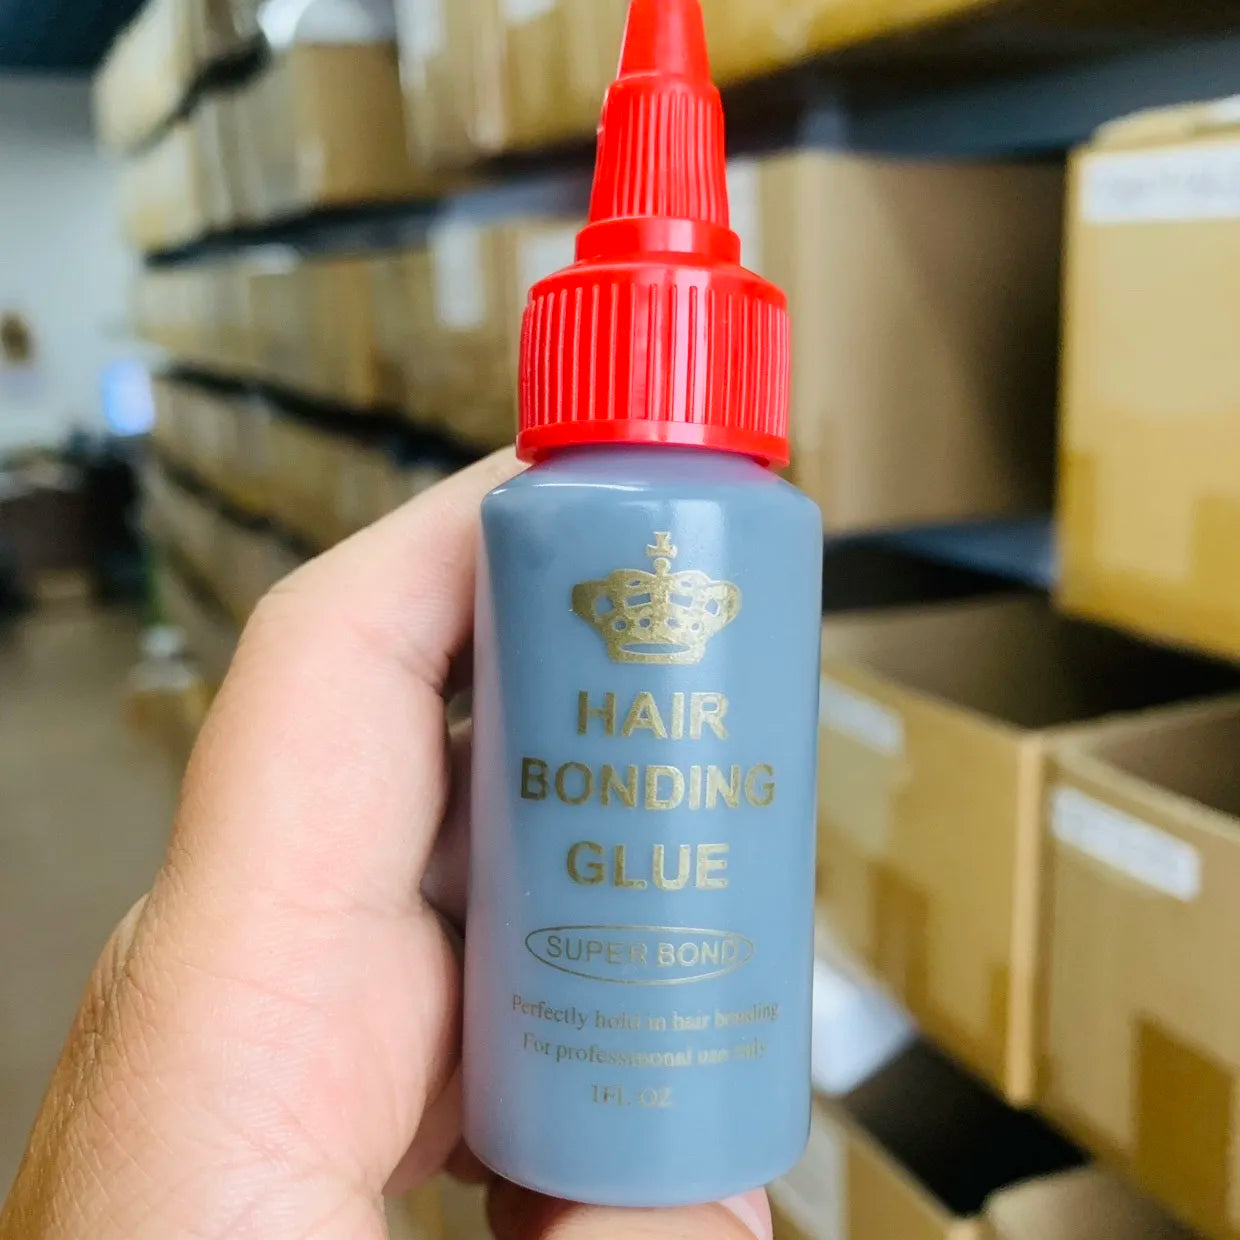 HAIR
BONDING
GLUE
SUPER BOND
Perfectly hold in hair bonding
For professional use only
1FL. OZ.